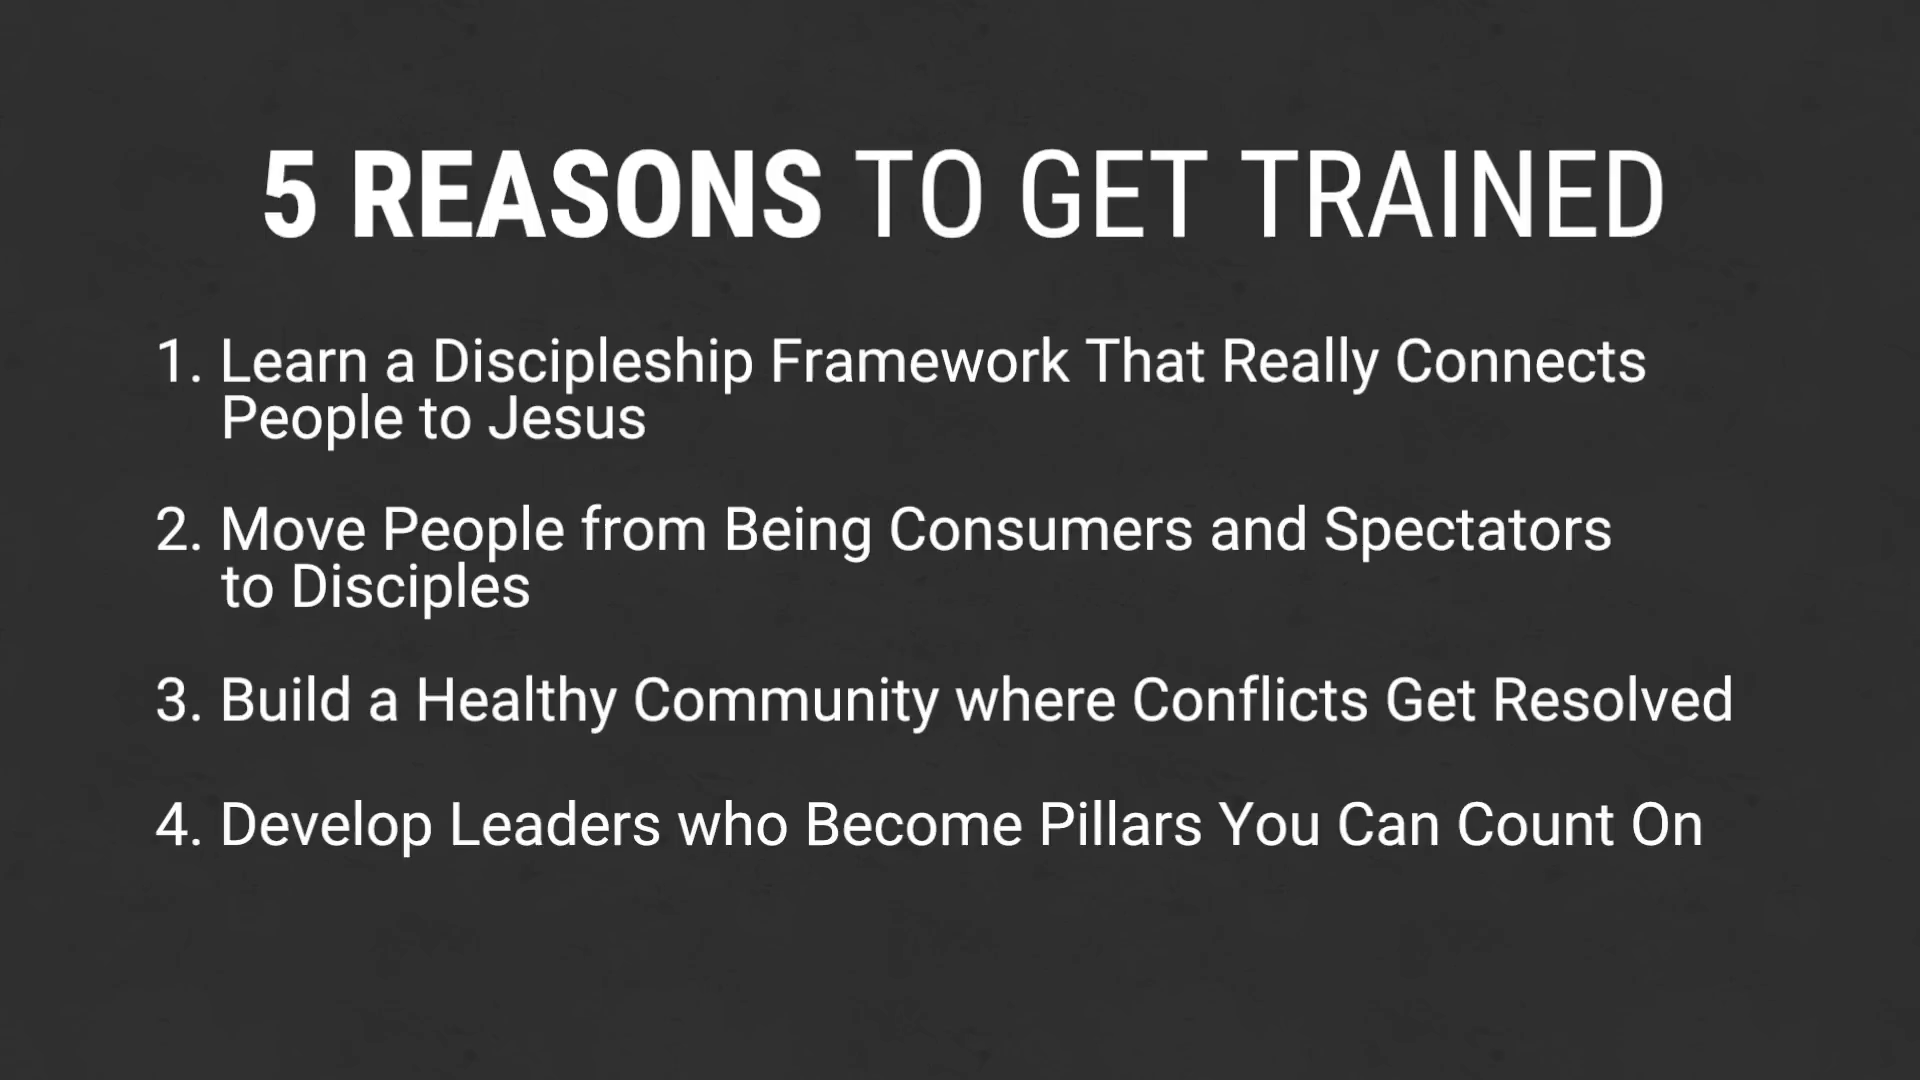 5 REASONS TO GET TRAINED
1. Learn a Discipleship Framework That Really Connects
People to Jesus
2. Move People from Being Consumers and Spectators
to Disciples
3. Build a Healthy Community where Conflicts Get Resolved
4. Develop Leaders who Become Pillars You Can Count On